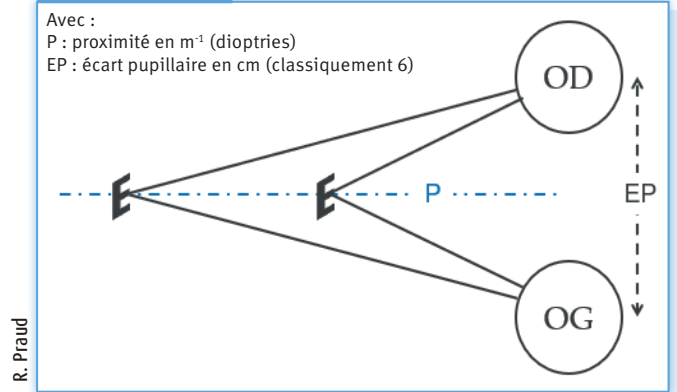 Avec :
P : proximité en m⁻¹ (dioptries)
EP : écart pupillaire en cm (classiquement 6)
OD
E E P EP
OG
R. Praud